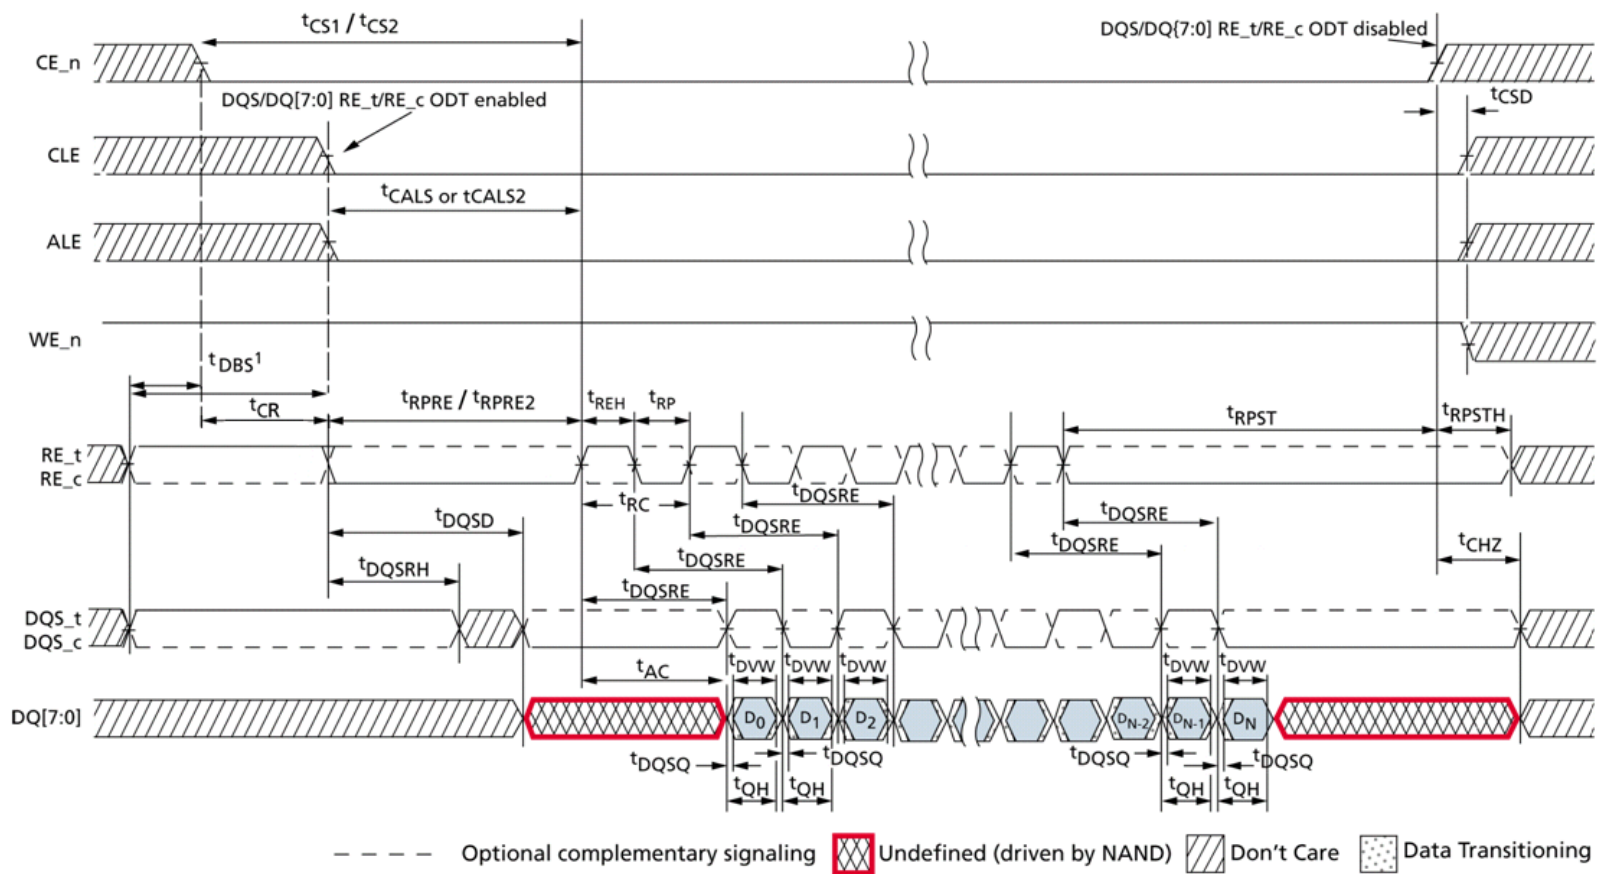 tCS1 / tCS2
DQS/DQ{7:0] RE_t/RE_c ODT disabled
CE_n
DQS/DQ[7:0] RE_t/RE_c ODT enabled
tCSD
CLE
tCALS or tCALS2
ALE
WE_n
tDBS1
tCR
tRPRE / tRPRE2
tREH
tRP
tRPST
tRPSTH
RE_t
RE_c
tRC
tDQSRE
tDQSD
tDQSRE
tDQSRE
tDQSRE
tDQSRE
tCHZ
tDQSRH
tDQSRE
DQS_t
DQS_c
tAC
tDVW
tDVW
tDVW
tDVW
tDVW
DQ[7:0]
D0
D1
D2
DN-2
DN-1
DN
tDQSQ
tDQSQ
tDQSQ
tDQSQ
tQH
tQH
tQH
tQH
Optional complementary signaling
Undefined (driven by NAND)
Don't Care
Data Transitioning